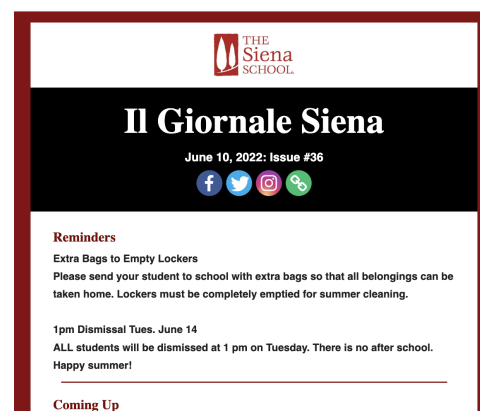 THE
Siena
SCHOOL.
Il Giornale Siena
June 10, 2022: Issue #36
Reminders
Extra Bags to Empty Lockers
Please send your student to school with extra bags so that all belongings can be
taken home. Lockers must be completely emptied for summer cleaning.
1pm Dismissal Tues. June 14
ALL students will be dismissed at 1 pm on Tuesday. There is no after school.
Happy summer!
Coming Up